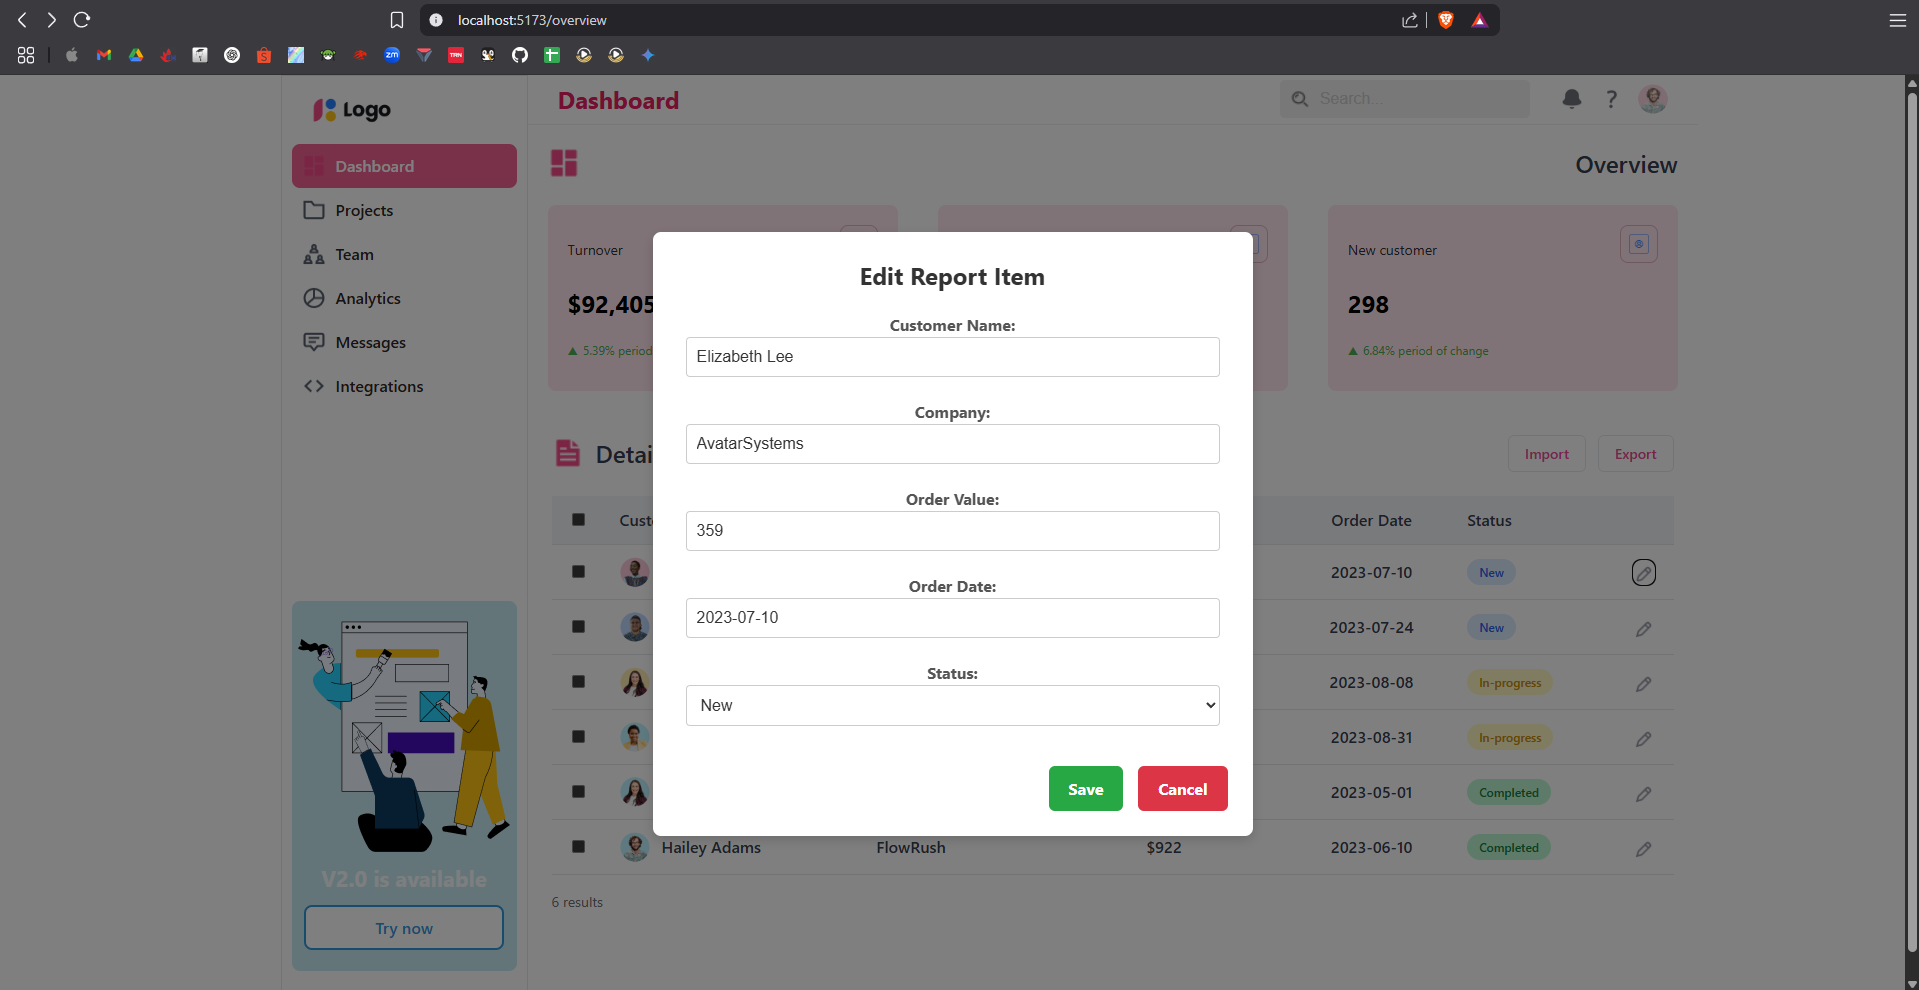 localhost:5173/overview
zm
TRN
Logo
Dashboard
Search...
?
Dashboard
Projects
Team
Analytics
Messages
Integrations
Overview
Turnover
$92,405
5.39% period
New customer
298
6.84% period of change
Edit Report Item
Customer Name:
Elizabeth Lee
Company:
AvatarSystems
Order Value:
359
Order Date:
2023-07-10
Status:
New
Save
Cancel
Detai
Import
Export
Cust
Order Date
Status
2023-07-10
New
2023-07-24
New
2023-08-08
In-progress
2023-08-31
In-progress
2023-05-01
Completed
Hailey Adams
FlowRush
$922
2023-06-10
Completed
6 results
V2.0 is available
Try now